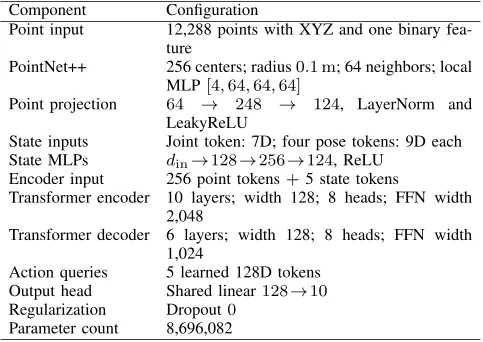 Component Configuration
Point input 12,288 points with XYZ and one binary fea-
ture
PointNet++ 256 centers; radius 0.1 m; 64 neighbors; local
MLP [4, 64, 64, 64]
Point projection 64 → 248 → 124, LayerNorm and
LeakyReLU
State inputs Joint token: 7D; four pose tokens: 9D each
State MLPs d_in→128→256→124, ReLU
Encoder input 256 point tokens + 5 state tokens
Transformer encoder 10 layers; width 128; 8 heads; FFN width
2,048
Transformer decoder 6 layers; width 128; 8 heads; FFN width
1,024
Action queries 5 learned 128D tokens
Output head Shared linear 128→10
Regularization Dropout 0
Parameter count 8,696,082